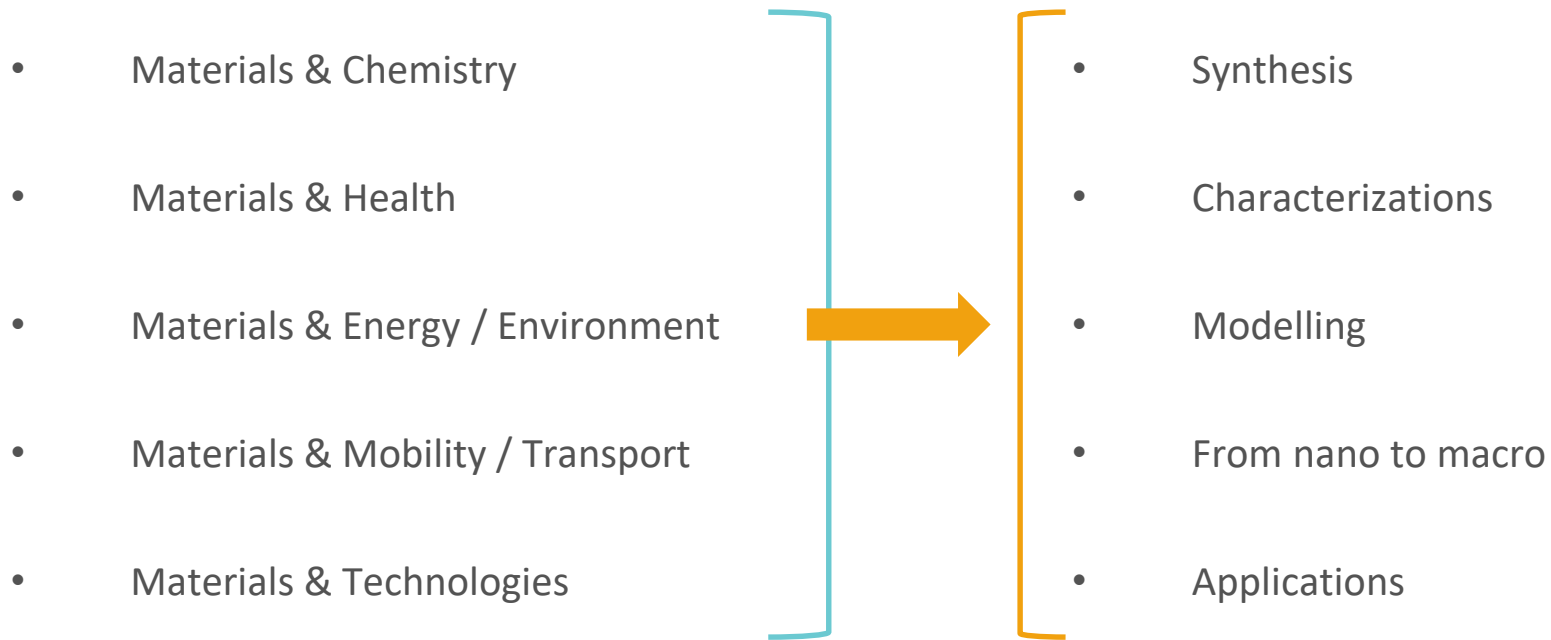 • Materials & Chemistry
• Materials & Health
• Materials & Energy / Environment
• Materials & Mobility / Transport
• Materials & Technologies
• Synthesis
• Characterizations
• Modelling
• From nano to macro
• Applications